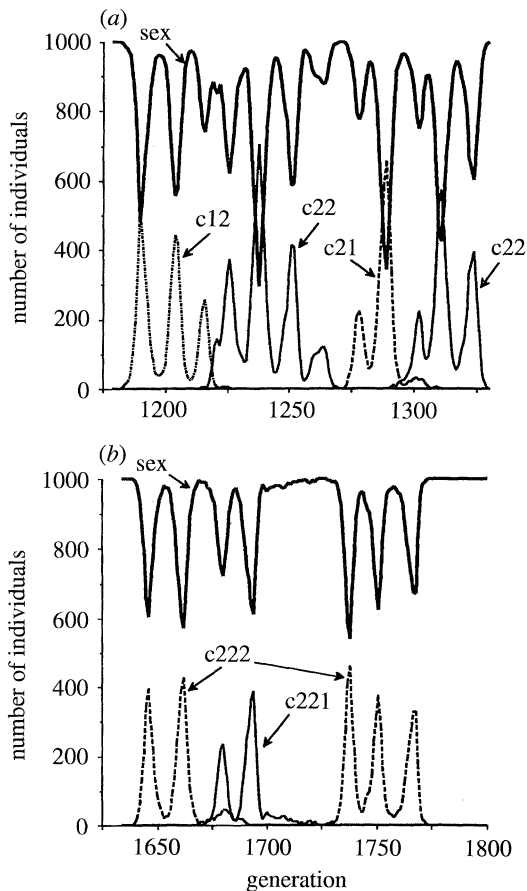 (a)
sex
1000
800
600
400
200
0
number of individuals
c12
c22
c21
c22
1200
1250
1300
(b)
sex
1000
800
600
400
200
0
number of individuals
c222
c221
1650
1700
1750
1800
generation